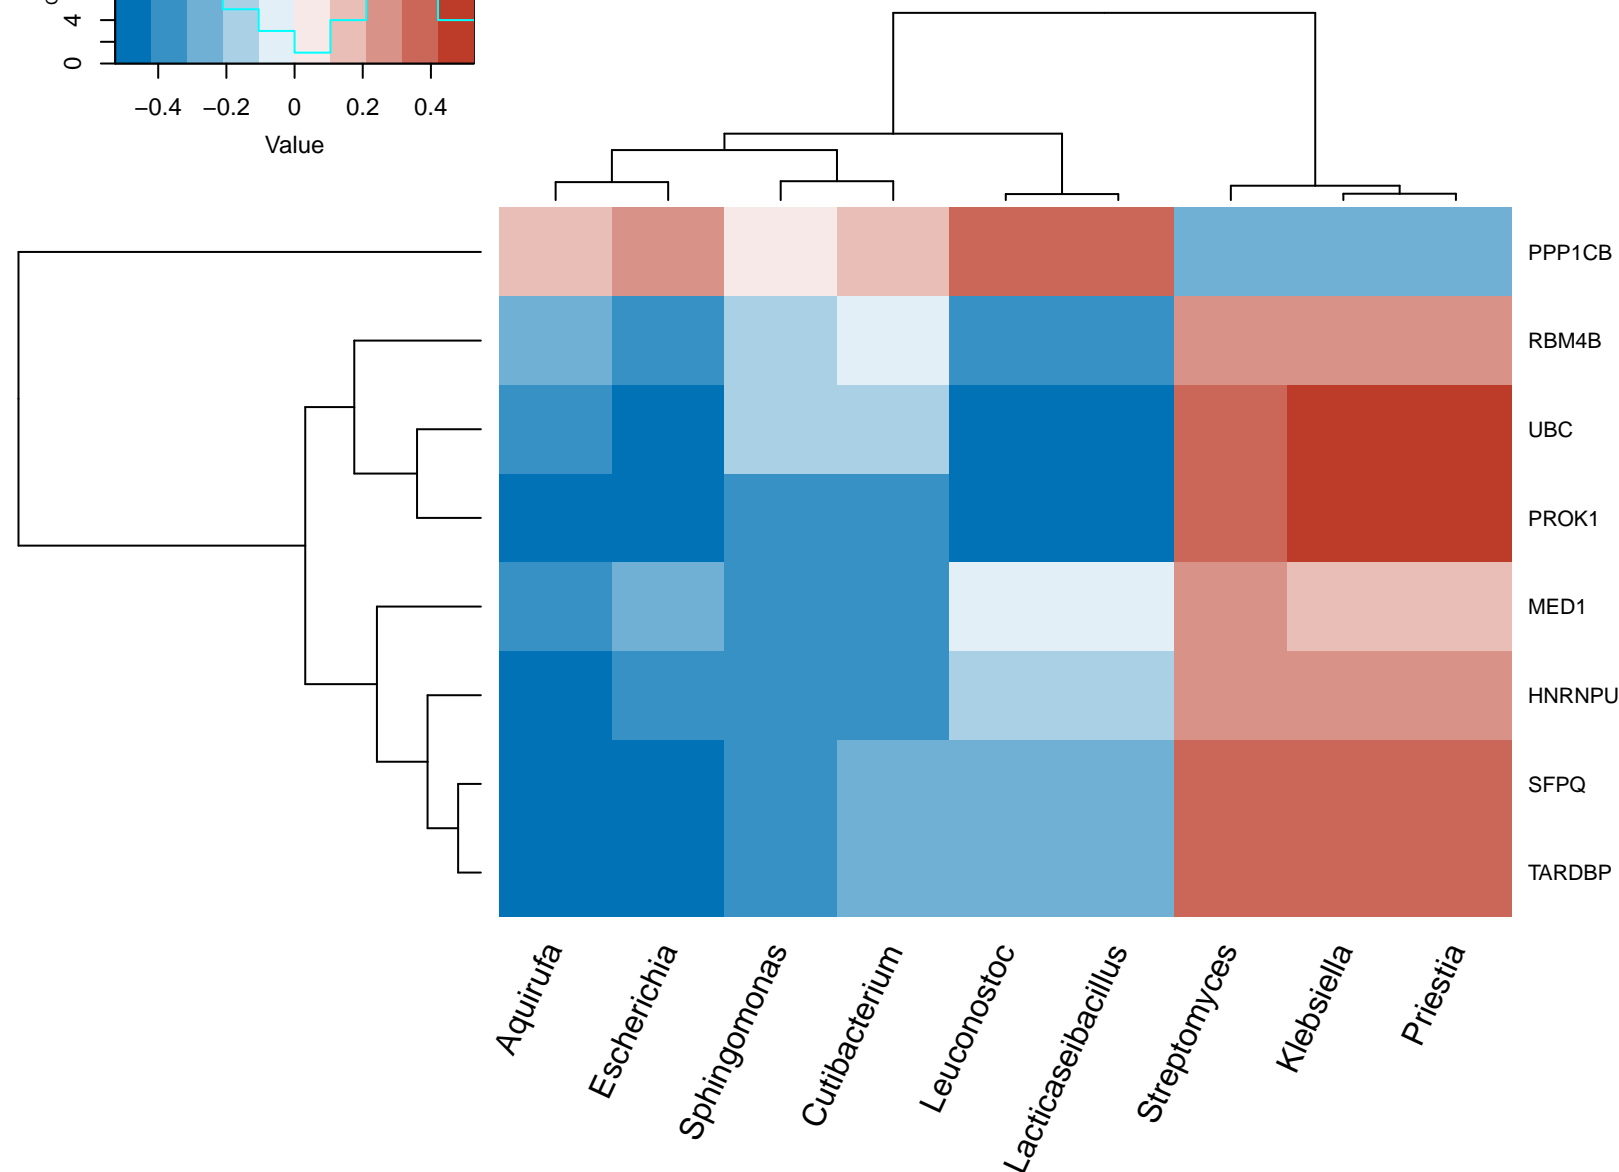 4
0
−0.4 −0.2 0 0.2 0.4
Value
PPP1CB
RBM4B
UBC
PROK1
MED1
HNRNPU
SFPQ
TARDBP
Aquirufa
Escherichia
Sphingomonas
Cutibacterium
Leuconostoc
Lacticaseibacillus
Streptomyces
Klebsiella
Priestia